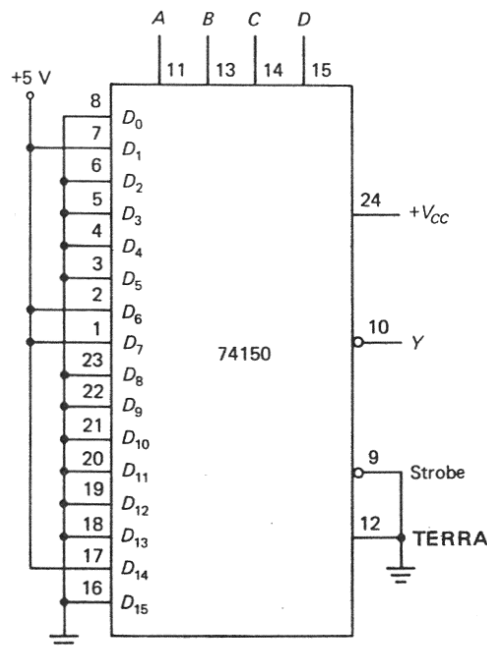 A B C D
11 13 14 15
+5 V
8 D0
7 D1
6 D2
5 D3
4 D4
3 D5
2 D6
1 D7
23 D8
22 D9
21 D10
20 D11
19 D12
18 D13
17 D14
16 D15
74150
24 +VCC
10 Y
9 Strobe
12 TERRA